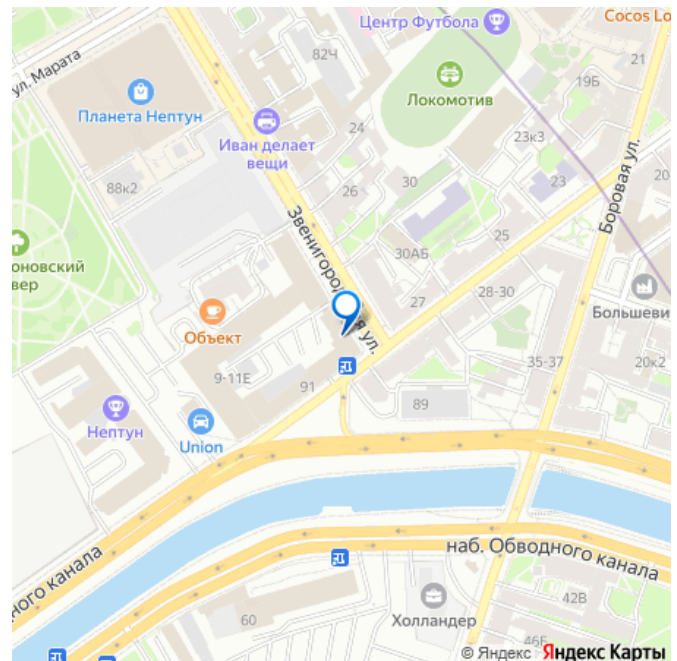 Центр Футбола
Cocos Lo
ул. Марата
82Ч
21
19Б
Планета Нептун
Локомотив
Иван делает
вещи
24
23к3
88к2
26
30
23
20
Боровая ул.
оновский
вер
Звенигородская ул.
30АБ
25
Объект
27
28-30
Большеви
9-11Е
91
35-37
20к2
Нептун
Union
89
дного канала
наб. Обводного канала
60
Холландер
42В
46Б
© Яндекс Яндекс Карты